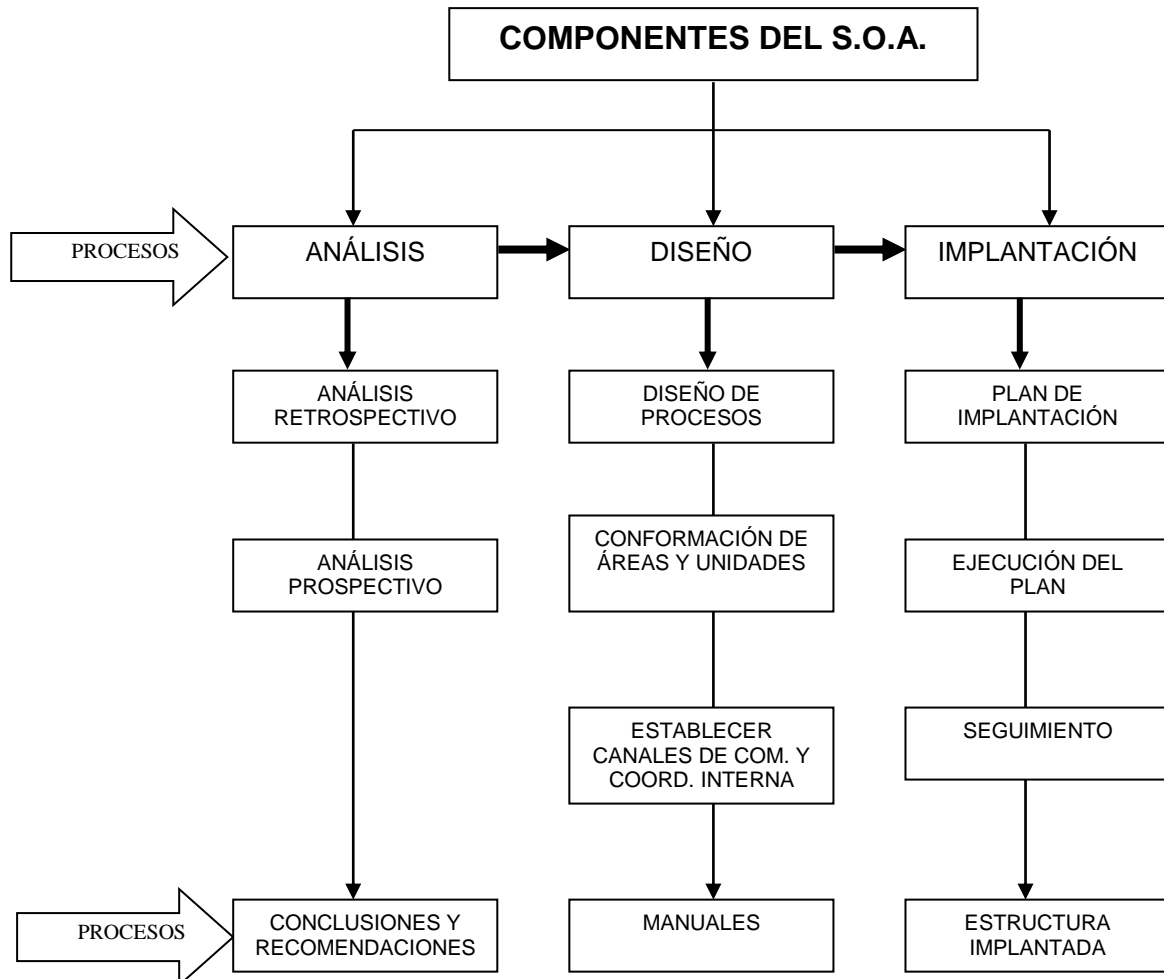 COMPONENTES DEL S.O.A.
PROCESOS
ANÁLISIS
DISEÑO
IMPLANTACIÓN
ANÁLISIS
RETROSPECTIVO
DISEÑO DE
PROCESOS
PLAN DE
IMPLANTACIÓN
ANÁLISIS
PROSPECTIVO
CONFORMACIÓN DE
ÁREAS Y UNIDADES
EJECUCIÓN DEL
PLAN
ESTABLECER
CANALES DE COM. Y
COORD. INTERNA
SEGUIMIENTO
PROCESOS
CONCLUSIONES Y
RECOMENDACIONES
MANUALES
ESTRUCTURA
IMPLANTADA